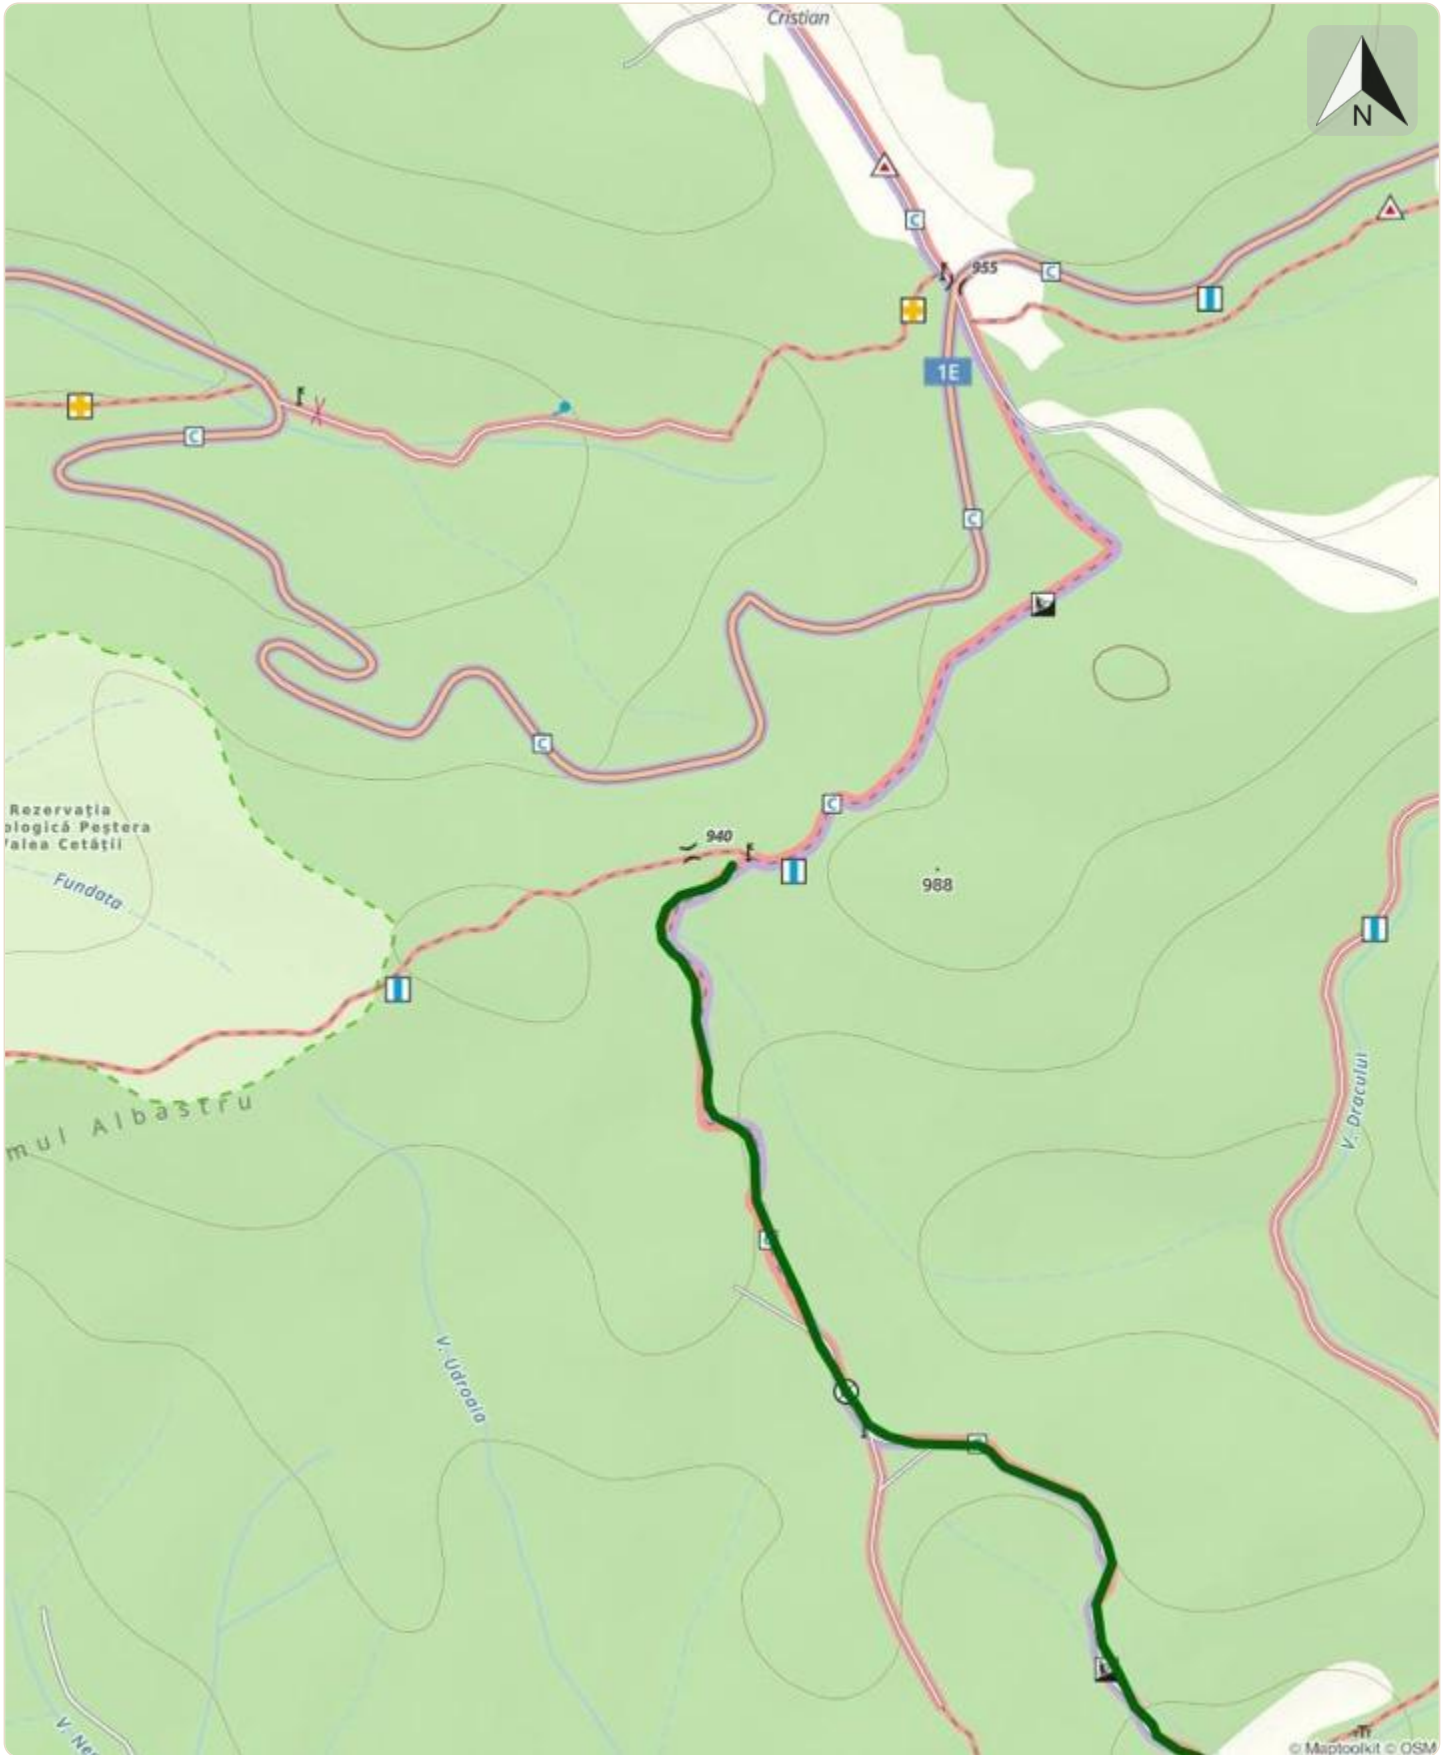 Cristian
N
955
C
C
1E
C
C
C
C
940
988
Rezervația
ologică Peștera
Valea Cetății
Fundata
mul Albastru
V. Dracului
V. Udroaia
© Maptoolkit © OSM